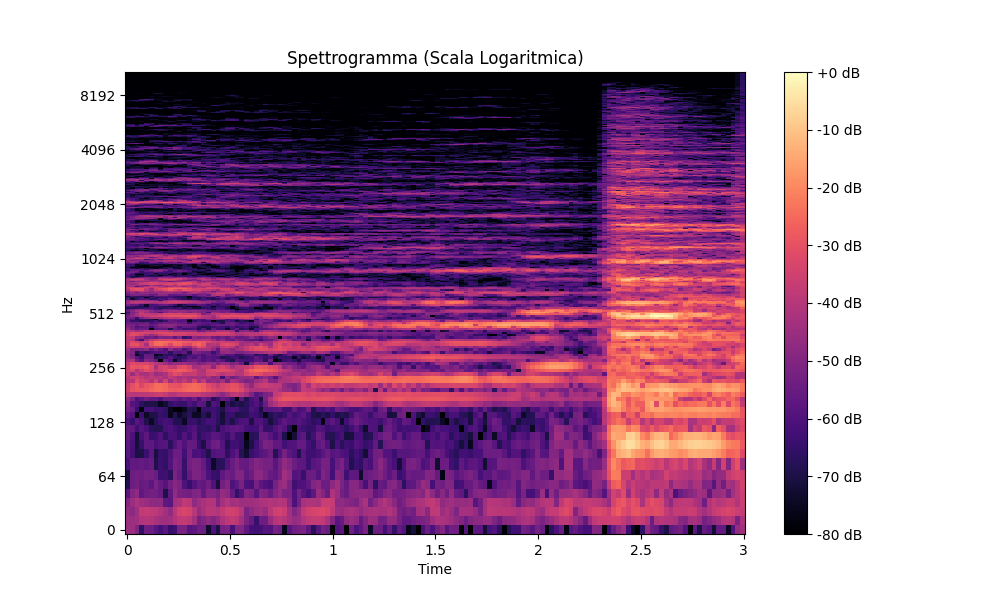 Spettrogramma (Scala Logaritmica)
Hz
8192
4096
2048
1024
512
256
128
64
0
0
0.5
1
1.5
2
2.5
3
Time
+0 dB
-10 dB
-20 dB
-30 dB
-40 dB
-50 dB
-60 dB
-70 dB
-80 dB